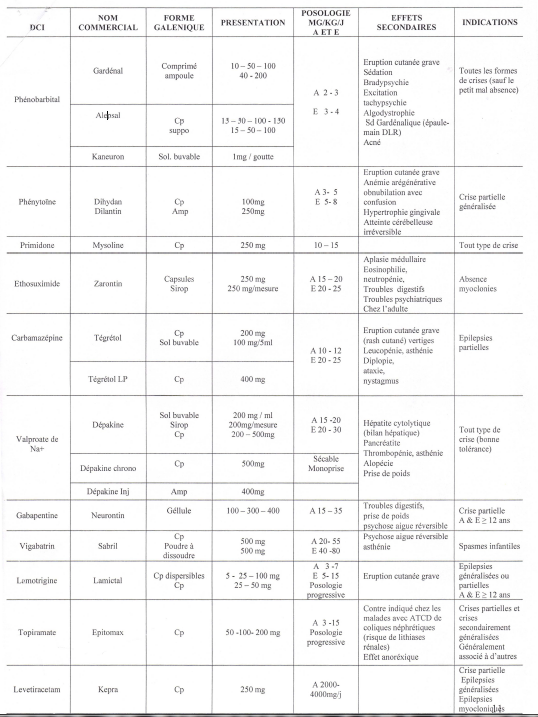 DCI
NOM COMMERCIAL
FORME GALENIQUE
PRESENTATION
POSOLOGIE MG/KG/J A ET E
EFFETS SECONDAIRES
INDICATIONS
Phénobarbital
Gardénal
Comprimé
ampoule
10 – 50 – 100
40 - 200
A 2 - 3
E 3 - 4
Eruption cutanée grave
Sédation
Bradypsychie
Excitation
tachypsychie
Algodystrophie
Sd Gardénalique (épaule-
main DLR)
Acné
Toutes les formes
de crises (sauf le
petit mal absence)
Alepsal
Cp
suppo
15 – 50 – 100 - 150
15 – 50 – 100
Kaneuron
Sol. buvable
1mg / goutte
Phénytoïne
Dihydan
Dilantin
Cp
Amp
100mg
250mg
A 3- 5
E 5- 8
Eruption cutanée grave
Anémie arégénérative
obnubilation avec
confusion
Hypertrophie gingivale
Atteinte cérébelleuse
irréversible
Crise partielle
généralisée
Primidone
Mysoline
Cp
250 mg
10 – 15
Tout type de crise
Ethosuximide
Zarontin
Capsules
Sirop
250 mg
250 mg/mesure
A 15 – 20
E 20 - 25
Aplasie médullaire
Eosinophilie,
neutropénie,
Troubles digestifs
Troubles psychiatriques
Chez l'adulte
Absence
myoclonies
Carbamazépine
Tégrétol
Cp
Sol buvable
200 mg
100 mg/5ml
A 10 - 12
E 20 - 25
Eruption cutanée grave
(rash cutané) vertiges
Leucopénie, asthénie
Diplopie,
ataxie,
nystagmus
Epilepsies
partielles
Tégrétol LP
Cp
400 mg
Valproate de
Na+
Dépakine
Sol buvable
Sirop
Cp
200 mg / ml
200mg/mesure
200 – 500mg
A 15 -20
E 20 - 30
Hépatite cytolytique
(bilan hépatique)
Pancréatite
Thrombopénie, asthénie
Alopécie
Prise de poids
Tout type de
crise (bonne
tolérance)
Dépakine chrono
Cp
500mg
Sécable
Monoprise
Dépakine Inj
Amp
400mg
Gabapentine
Neurontin
Géllule
100 – 300 – 400
A 15 – 35
Troubles digestifs,
prise de poids
psychose aigue réversible
Crise partielle
A & E ≥ 12 ans
Vigabatrin
Sabril
Cp
Poudre à
dissoudre
500 mg
500 mg
A 20- 55
E 40 -80
Psychose aigue réversible
asthénie
Spasmes infantiles
Lomotrigine
Lamictal
Cp dispersibles
Cp
5 - 25 – 100 mg
25 – 50 mg
A 3 -7
E 5- 15
Posologie
progressive
Eruption cutanée grave
Epilepsies
généralisées ou
partielles
A & E ≥ 12 ans
Topiramate
Epitomax
Cp
50 -100- 200 mg
A 3 -15
Posologie
progressive
Contre indiqué chez les
malades avec ATCD de
coliques néphrétiques
(risque de lithiases
rénales)
Effet anoréxique
Crises partielles et
crises
secondairement
généralisées
Généralement
associé à d'autres
Levetiracetam
Kepra
Cp
250 mg
A 2000-
4000mg/j
Crise partielle
Epilepsies
généralisées
Epilepsies
myocloniques